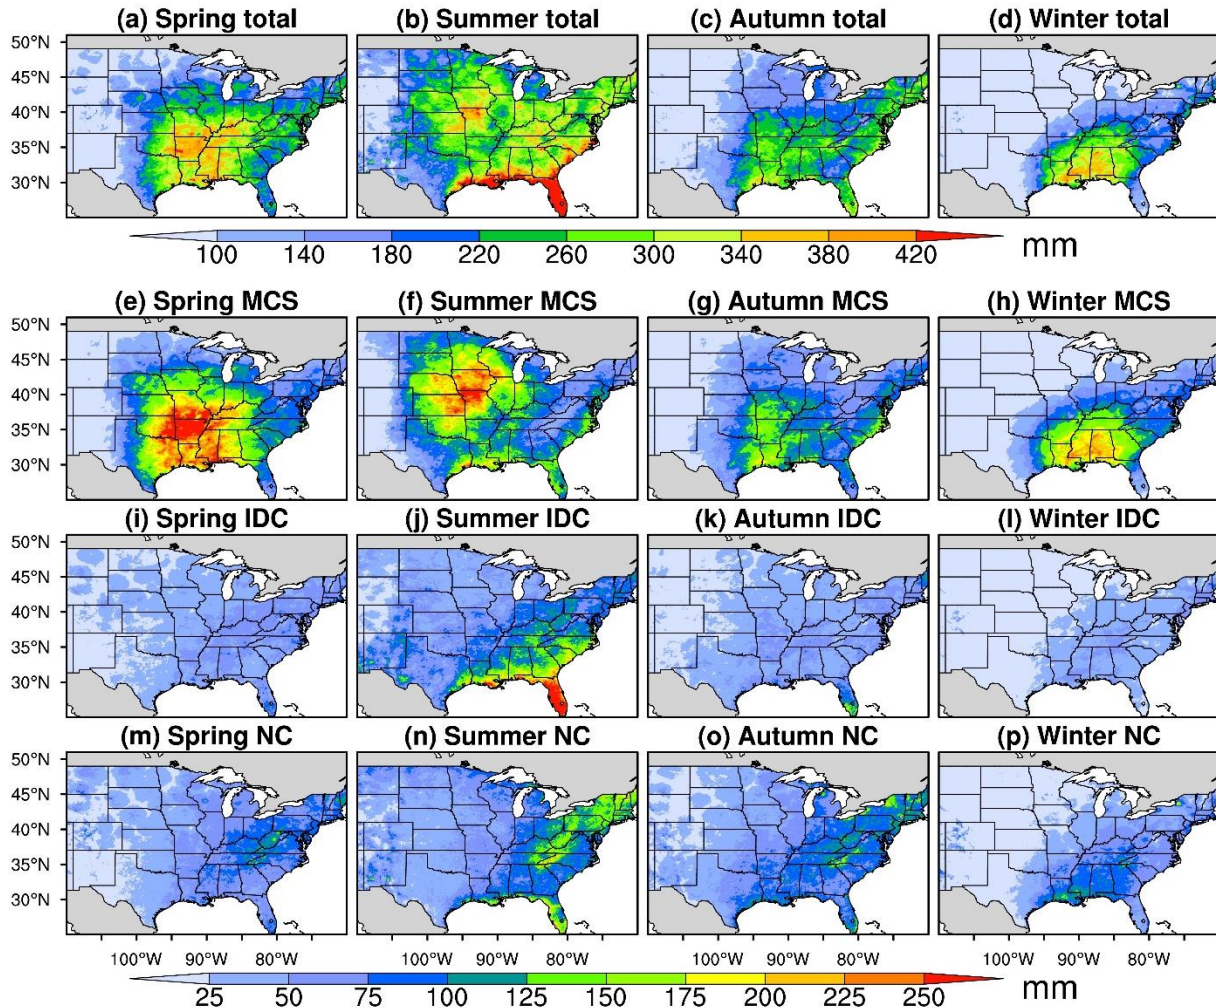 (a) Spring total (b) Summer total (c) Autumn total (d) Winter total
50°N
45°N
40°N
35°N
30°N
100 140 180 220 260 300 340 380 420 mm
(e) Spring MCS (f) Summer MCS (g) Autumn MCS (h) Winter MCS
50°N
45°N
40°N
35°N
30°N
(i) Spring IDC (j) Summer IDC (k) Autumn IDC (l) Winter IDC
50°N
45°N
40°N
35°N
30°N
(m) Spring NC (n) Summer NC (o) Autumn NC (p) Winter NC
50°N
45°N
40°N
35°N
30°N
100°W 90°W 80°W 100°W 90°W 80°W 100°W 90°W 80°W 100°W 90°W 80°W
25 50 75 100 125 150 175 200 225 250 mm